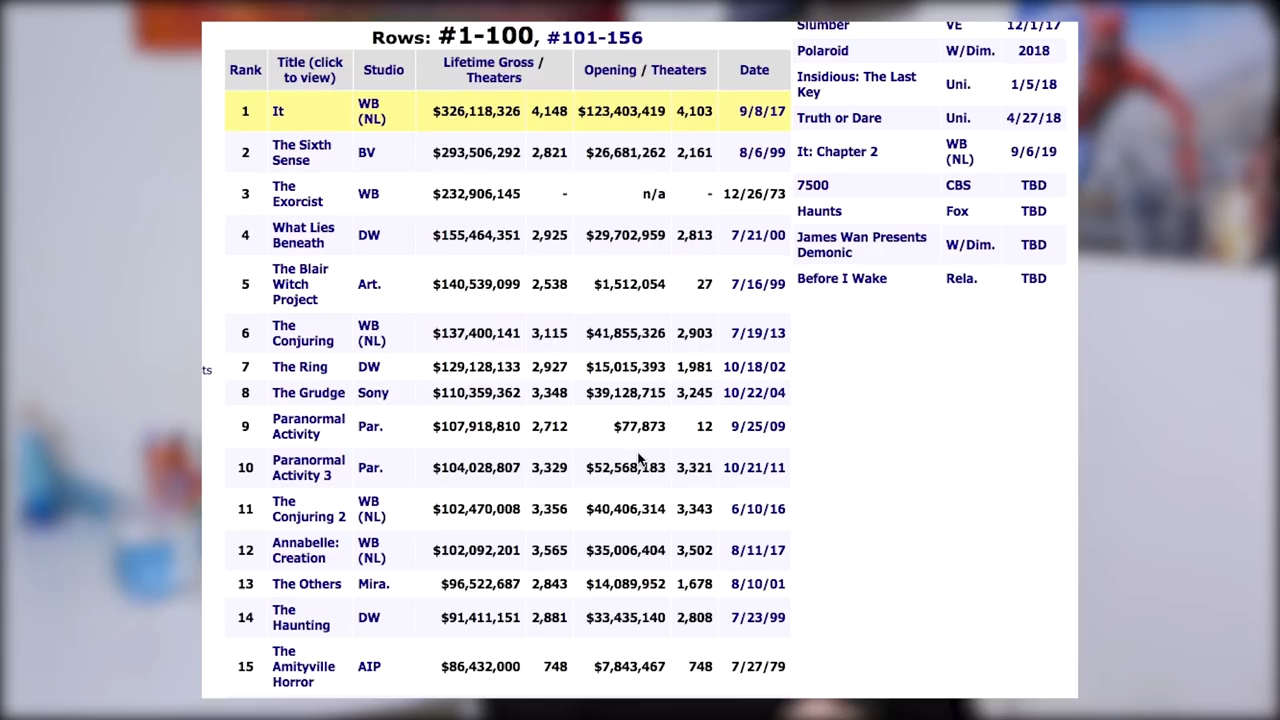 Rows: #1-100, #101-156
Rank Title (click to view) Studio Lifetime Gross / Theaters Opening / Theaters Date
1 It WB (NL) $326,118,326 4,148 $123,403,419 4,103 9/8/17
2 The Sixth Sense BV $293,506,292 2,821 $26,681,262 2,161 8/6/99
3 The Exorcist WB $232,906,145 - n/a - 12/26/73
4 What Lies Beneath DW $155,464,351 2,925 $29,702,959 2,813 7/21/00
5 The Blair Witch Project Art. $140,539,099 2,538 $1,512,054 27 7/16/99
6 The Conjuring WB (NL) $137,400,141 3,115 $41,855,326 2,903 7/19/13
7 The Ring DW $129,128,133 2,927 $15,015,393 1,981 10/18/02
8 The Grudge Sony $110,359,362 3,348 $39,128,715 3,245 10/22/04
9 Paranormal Activity Par. $107,918,810 2,712 $77,873 12 9/25/09
10 Paranormal Activity 3 Par. $104,028,807 3,329 $52,568,183 3,321 10/21/11
11 The Conjuring 2 WB (NL) $102,470,008 3,356 $40,406,314 3,343 6/10/16
12 Annabelle: Creation WB (NL) $102,092,201 3,565 $35,006,404 3,502 8/11/17
13 The Others Mira. $96,522,687 2,843 $14,089,952 1,678 8/10/01
14 The Haunting DW $91,411,151 2,881 $33,435,140 2,808 7/23/99
15 The Amityville Horror AIP $86,432,000 748 $7,843,467 748 7/27/79
ts
Slumber VE 12/1/17
Polaroid W/Dim. 2018
Insidious: The Last Key Uni. 1/5/18
Truth or Dare Uni. 4/27/18
It: Chapter 2 WB (NL) 9/6/19
7500 CBS TBD
Haunts Fox TBD
James Wan Presents Demonic W/Dim. TBD
Before I Wake Rela. TBD